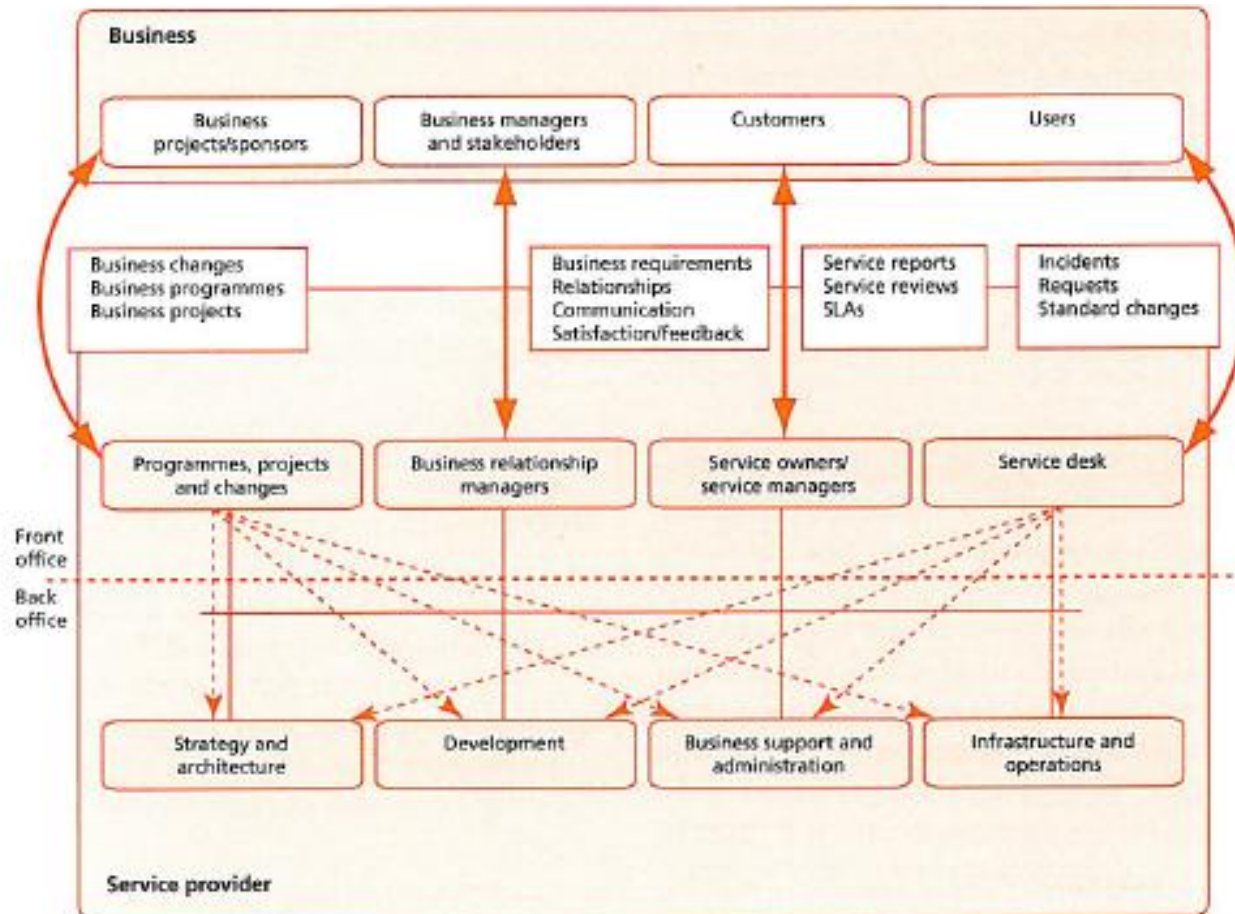 Business
Business
projects/sponsors
Business managers
and stakeholders
Customers
Users
Business changes
Business programmes
Business projects
Business requirements
Relationships
Communication
Satisfaction/feedback
Service reports
Service reviews
SLAs
Incidents
Requests
Standard changes
Programmes, projects
and changes
Business relationship
managers
Service owners/
service managers
Service desk
Front
office
Back
office
Strategy and
architecture
Development
Business support and
administration
Infrastructure and
operations
Service provider